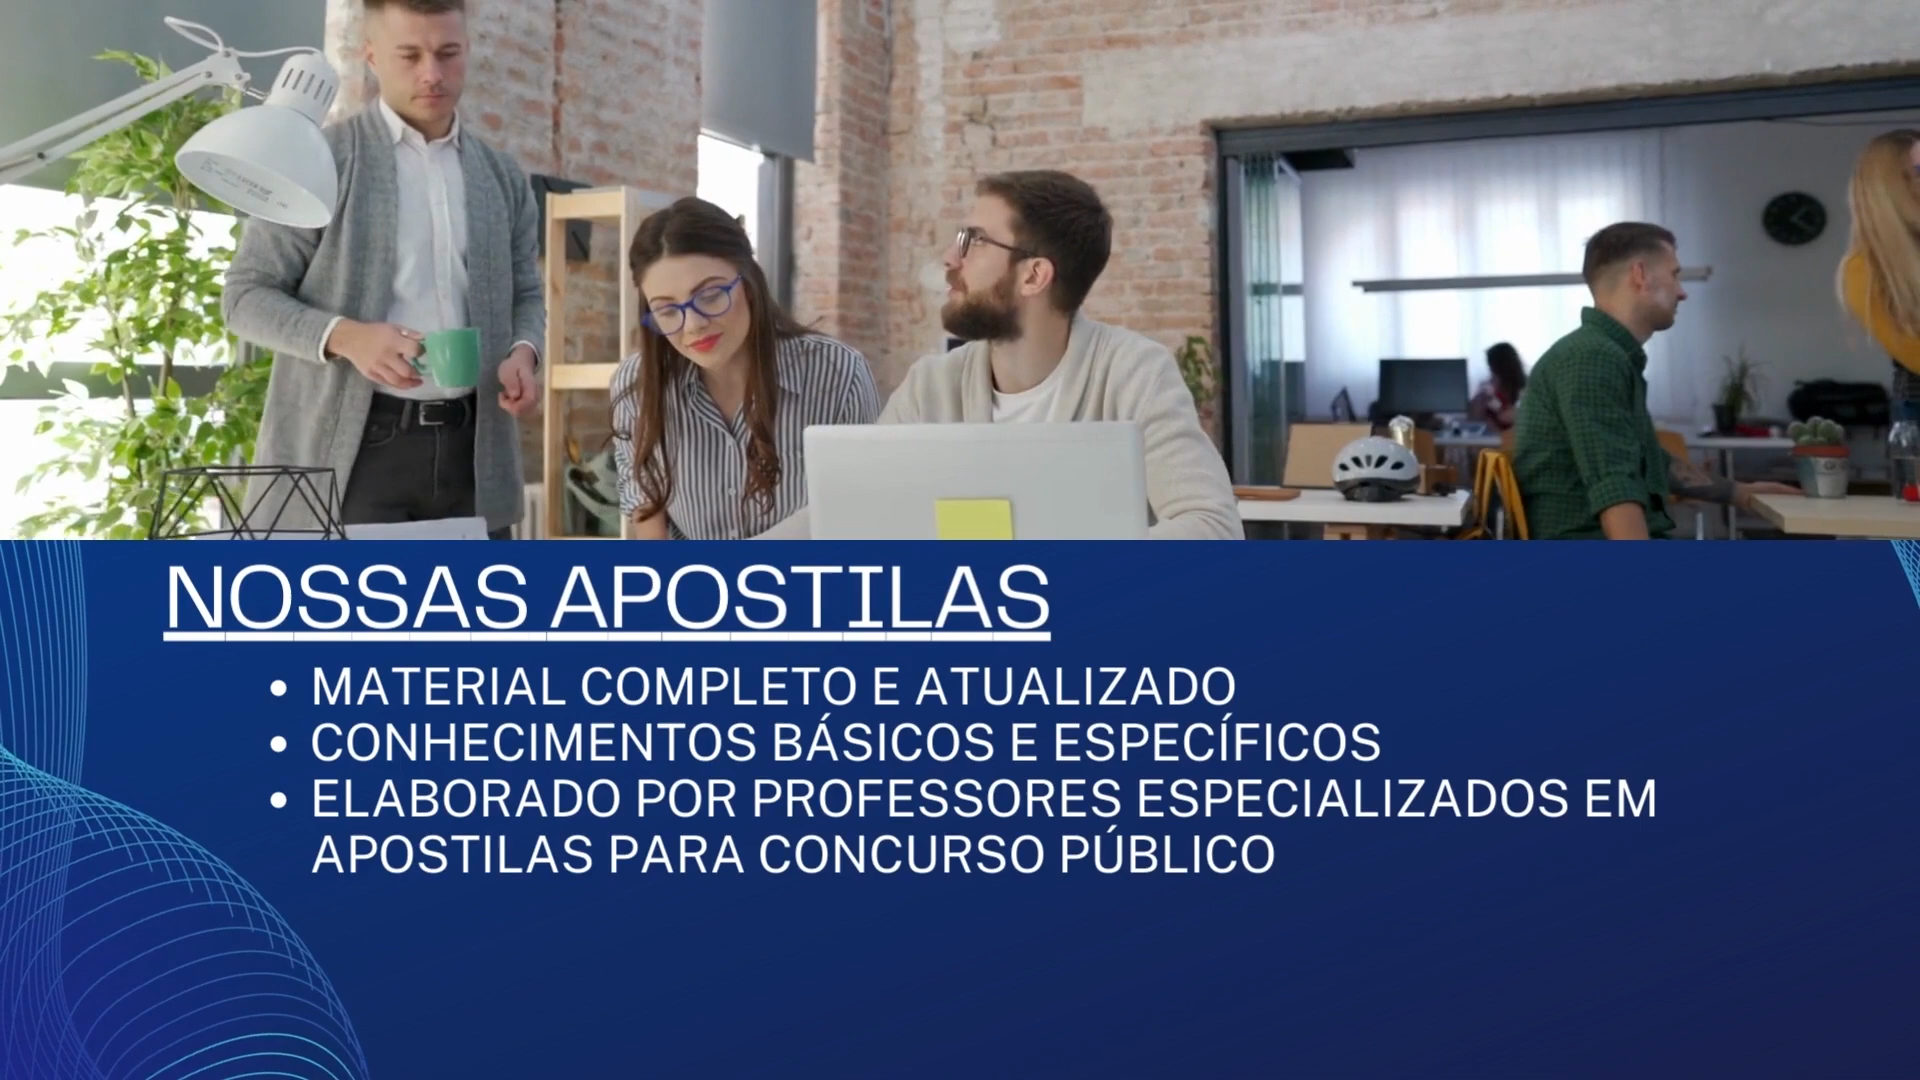 NOSSAS APOSTILAS
• MATERIAL COMPLETO E ATUALIZADO
• CONHECIMENTOS BÁSICOS E ESPECÍFICOS
• ELABORADO POR PROFESSORES ESPECIALIZADOS EM
APOSTILAS PARA CONCURSO PÚBLICO